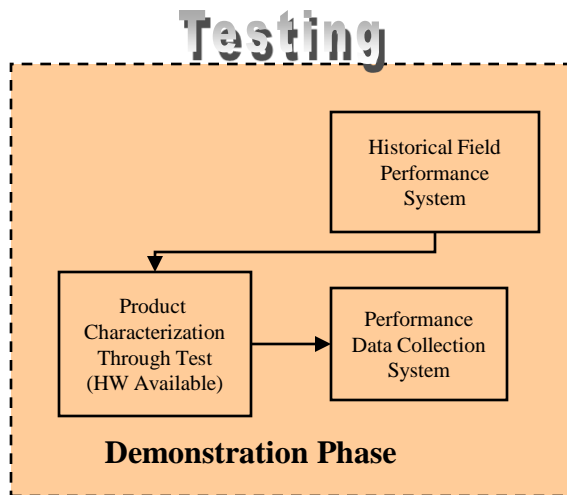 Testing
Historical Field
Performance
System
Product
Characterization
Through Test
(HW Available)
Performance
Data Collection
System
Demonstration Phase